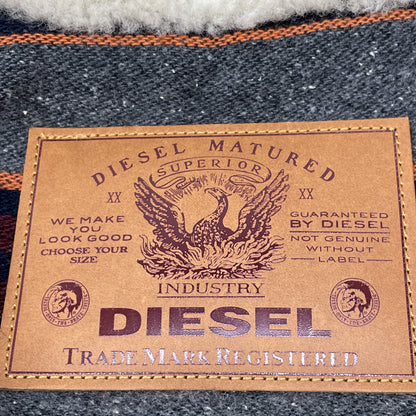 DIESEL MATURED
SUPERIOR
XX XX
WE MAKE
YOU
LOOK GOOD
CHOOSE YOUR
SIZE
GUARANTEED
BY DIESEL
NOT GENUINE
WITHOUT
LABEL
INDUSTRY
DIESEL
TRADE MARK REGISTERED